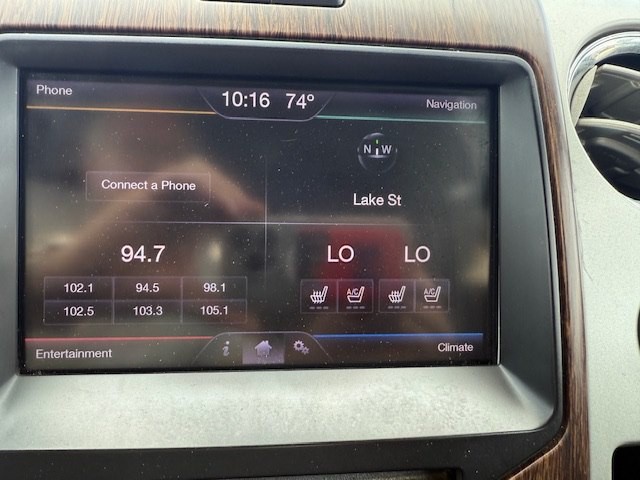 Phone
10:16 74º
Navigation
N W
Connect a Phone
Lake St
94.7
LO LO
102.1 94.5 98.1
102.5 103.3 105.1
A/C A/C
Entertainment
i
Climate